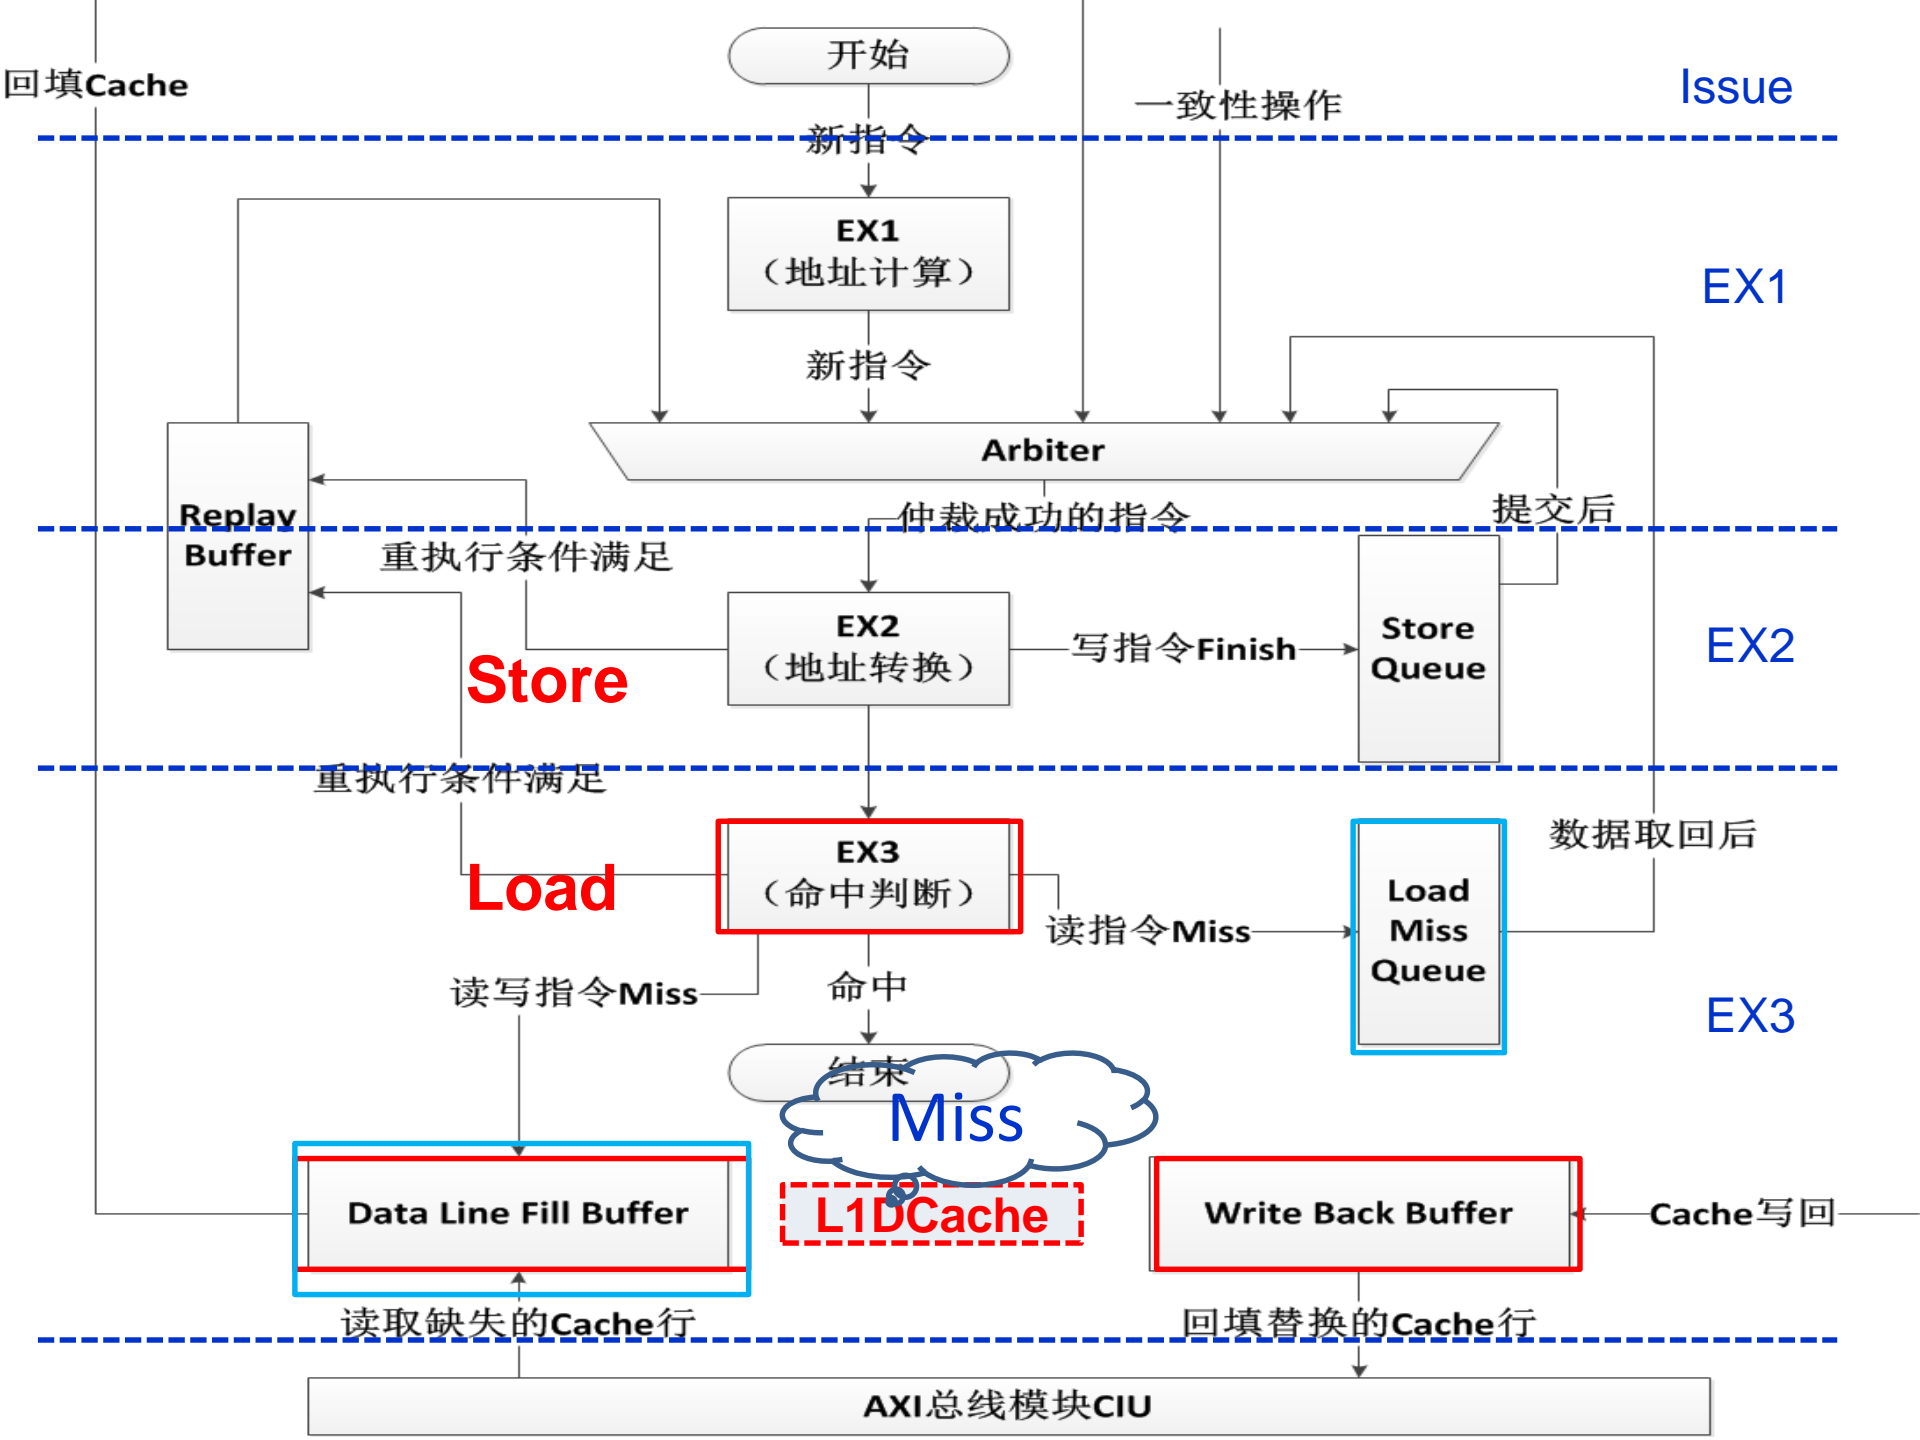 开始
回填Cache
一致性操作
Issue
新指令
EX1
（地址计算）
EX1
新指令
Arbiter
仲裁成功的指令
提交后
Replay
Buffer
重执行条件满足
EX2
（地址转换）
写指令Finish
Store
Queue
EX2
Store
重执行条件满足
EX3
（命中判断）
数据取回后
Load
读指令Miss
Load
Miss
Queue
读写指令Miss
命中
EX3
结束
Miss
Data Line Fill Buffer
L1DCache
Write Back Buffer
Cache写回
读取缺失的Cache行
回填替换的Cache行
AXI总线模块CIU